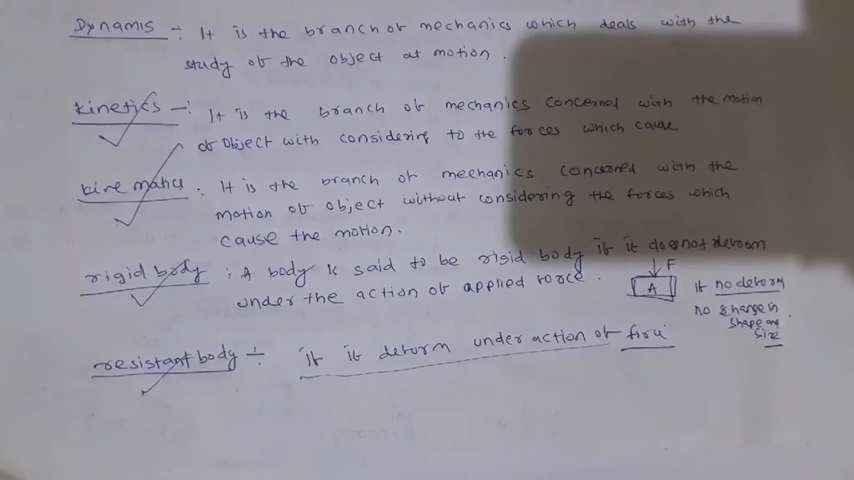 Dynamis :- It is the branch of mechanics which deals with the
study of the object at motion.
Kinetics -: It is the branch of mechanics concerned with the motion
of object with considering to the forces which cause
kinematics . It is the branch of mechanics concerned with the
motion of object without considering the forces which
cause the motion.
rigid body : A body is said to be rigid body if it does not deform
under the action of applied force .
F
A
If no deform
no change in
shape or
size
resistant body :- if it deform under action of